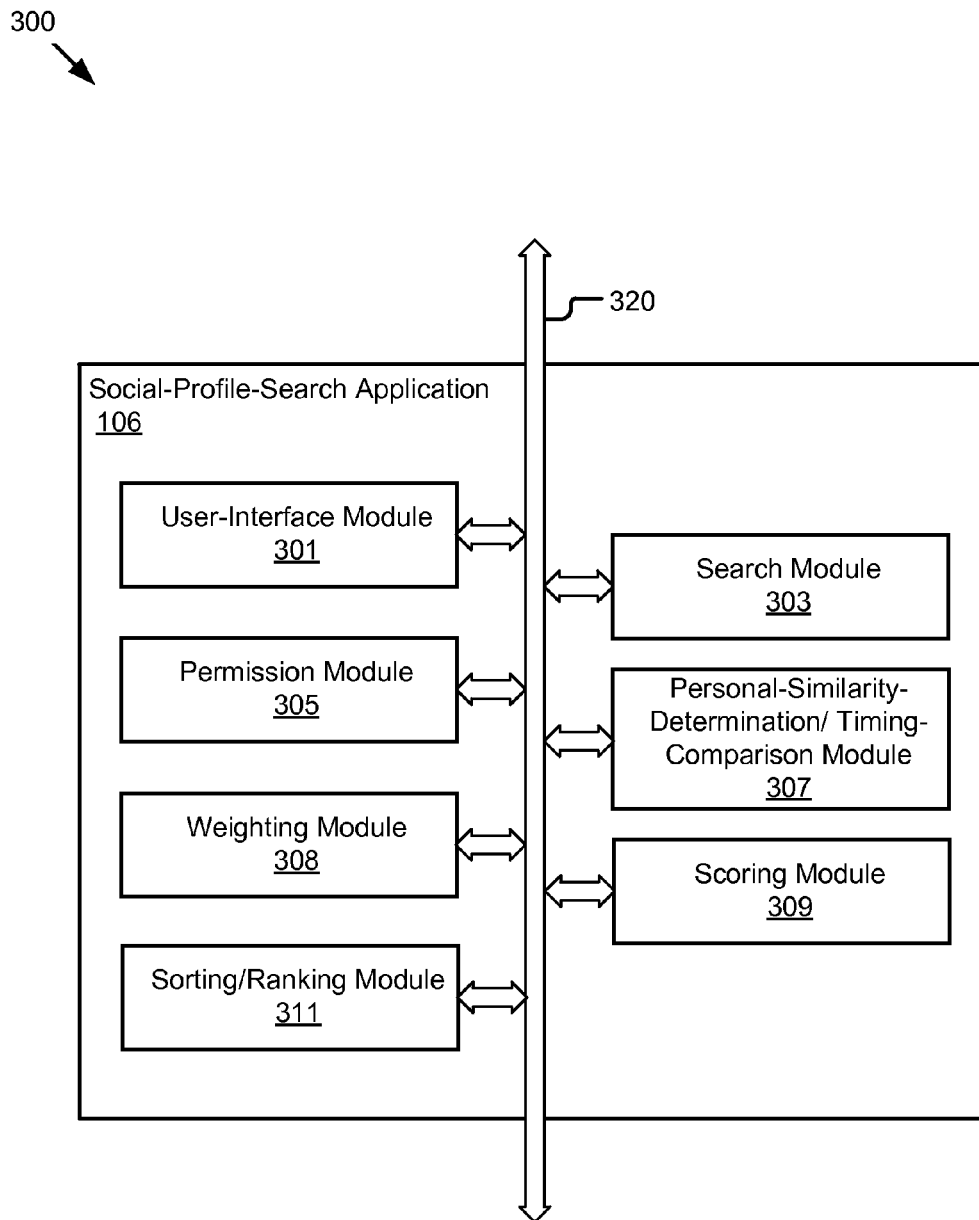 300
320
Social-Profile-Search Application
106
User-Interface Module
301
Search Module
303
Permission Module
305
Personal-Similarity-
Determination/ Timing-
Comparison Module
307
Weighting Module
308
Scoring Module
309
Sorting/Ranking Module
311